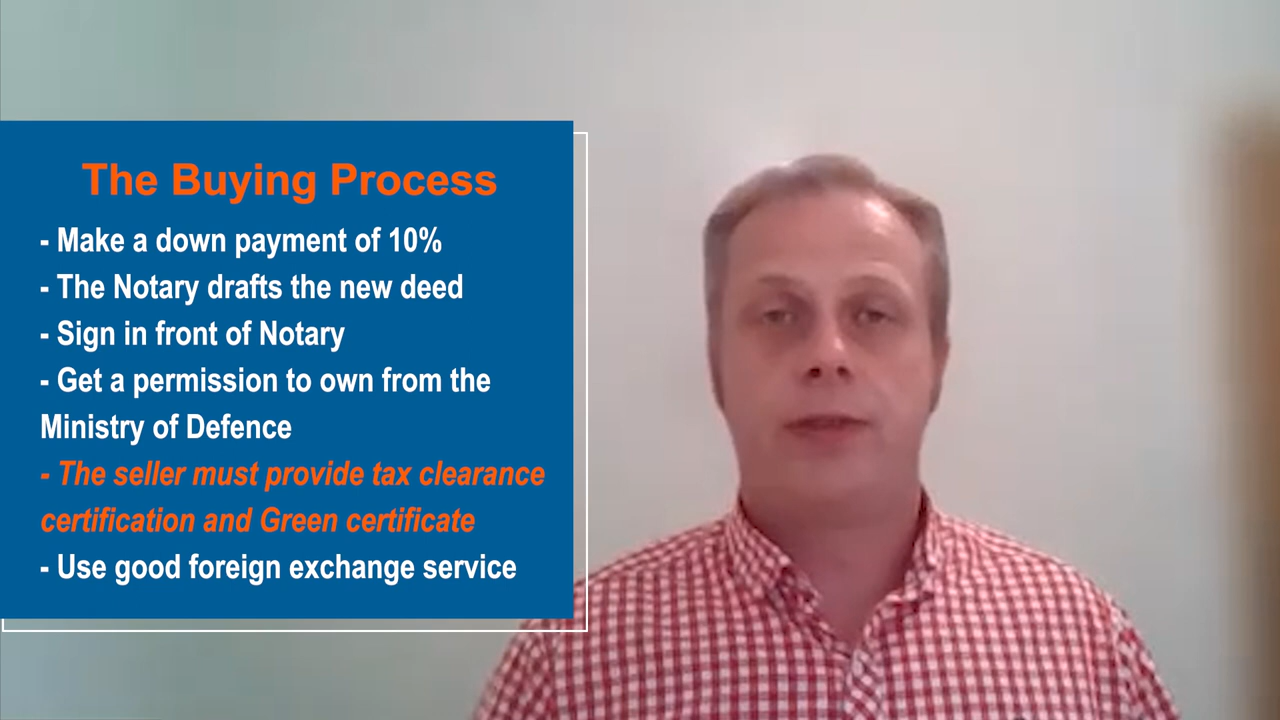 The Buying Process
- Make a down payment of 10%
- The Notary drafts the new deed
- Sign in front of Notary
- Get a permission to own from the
Ministry of Defence
- The seller must provide tax clearance
certification and Green certificate
- Use good foreign exchange service